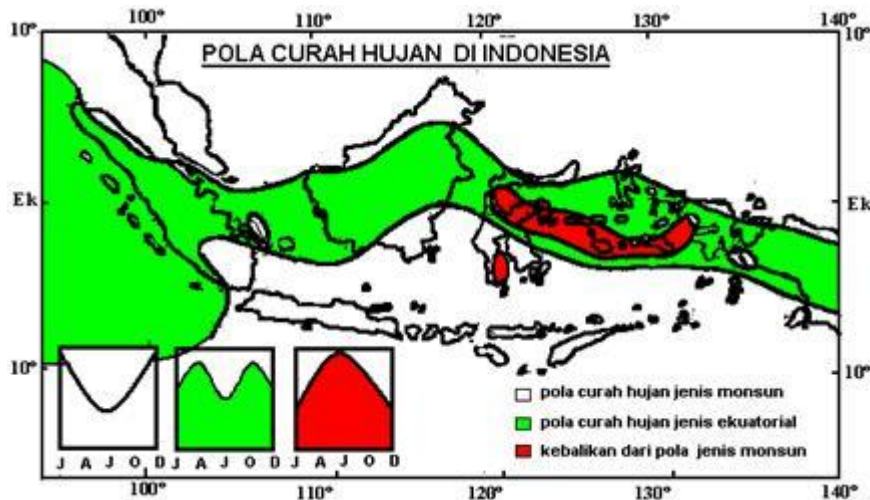 100° 110° 120° 130° 140°
10° 10°
POLA CURAH HUJAN DI INDONESIA
Ek Ek
10° 10°
pola curah hujan jenis monsun
pola curah hujan jenis ekuatorial
kebalikan dari pola jenis monsun
J A J O D J A J O D J A J O D
100° 110° 120° 130° 140°